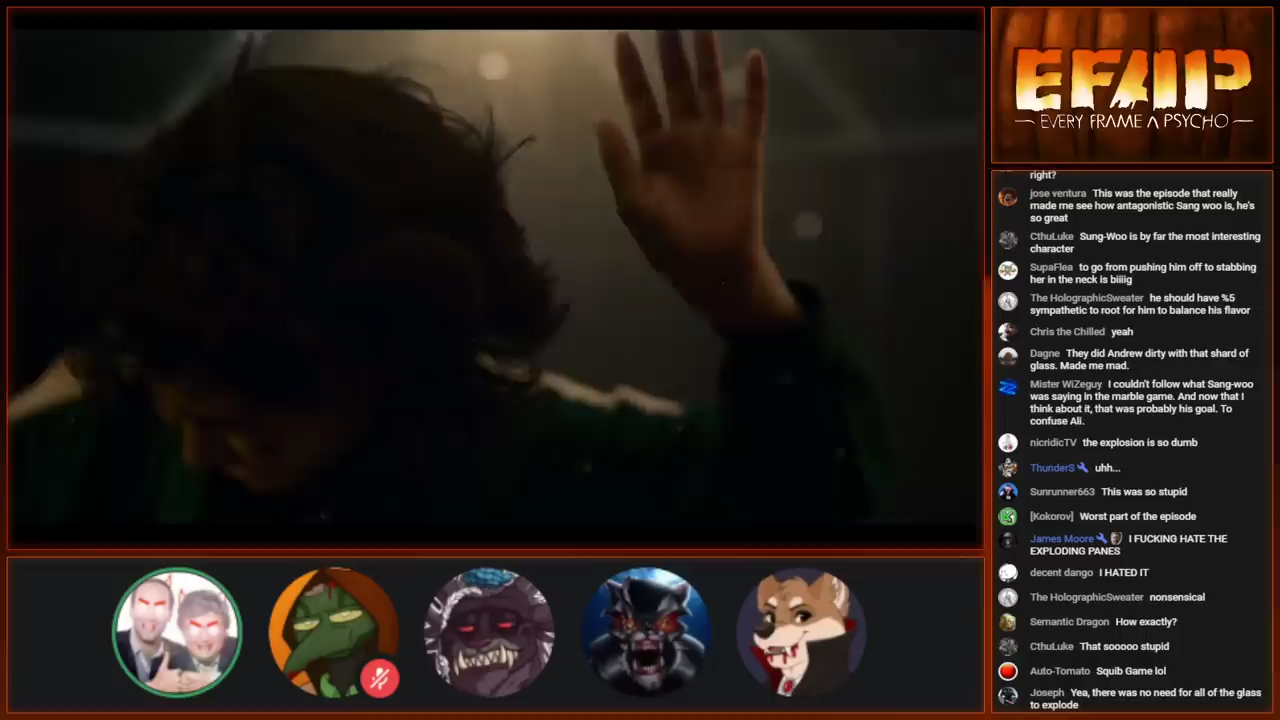 EFAP
EVERY FRAME A PSYCHO
right?
jose ventura This was the episode that really
made me see how antagonistic Sang woo is, he's
so great
CthuLuke Sung-Woo is by far the most interesting
character
SupaFlea to go from pushing him off to stabbing
her in the neck is biiiig
The HolographicSweater he should have %5
sympathetic to root for him to balance his flavor
Chris the Chilled yeah
Dagne They did Andrew dirty with that shard of
glass. Made me mad.
Mister WiZeguy I couldn't follow what Sang-woo
was saying in the marble game. And now that I
think about it, that was probably his goal. To
confuse Ali.
nicridicTV the explosion is so dumb
ThunderS uhh...
Sunrunner663 This was so stupid
[Kokorov] Worst part of the episode
James Moore I FUCKING HATE THE
EXPLODING PANES
decent dango I HATED IT
The HolographicSweater nonsensical
Semantic Dragon How exactly?
CthuLuke That sooooo stupid
Auto-Tomato Squib Game lol
Joseph Yea, there was no need for all of the glass
to explode